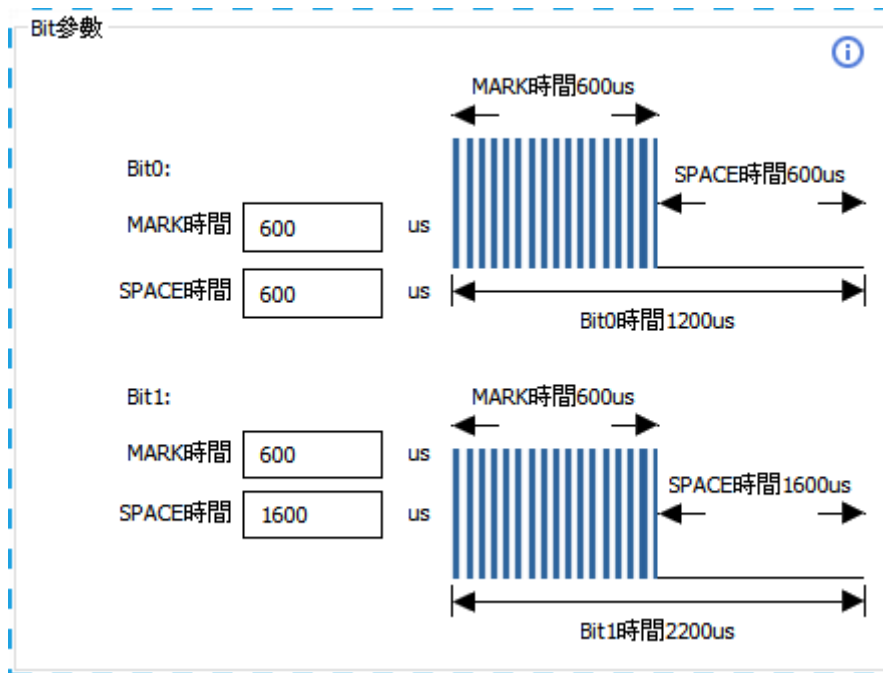 Bit參數
MARK時間600us
Bit0:
SPACE時間600us
MARK時間 600 us
SPACE時間 600 us
Bit0時間1200us
Bit1:
MARK時間600us
MARK時間 600 us
SPACE時間1600us
SPACE時間 1600 us
Bit1時間2200us